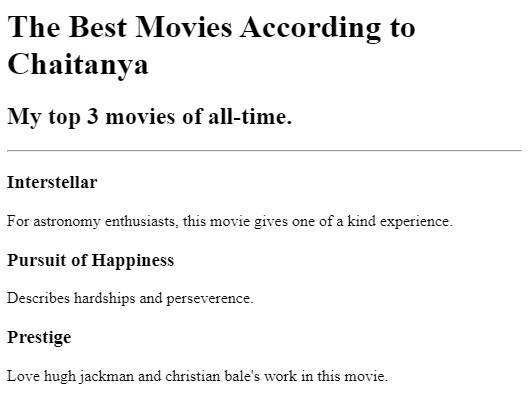 The Best Movies According to
Chaitanya
My top 3 movies of all-time.
Interstellar
For astronomy enthusiasts, this movie gives one of a kind experience.
Pursuit of Happiness
Describes hardships and perseverence.
Prestige
Love hugh jackman and christian bale's work in this movie.